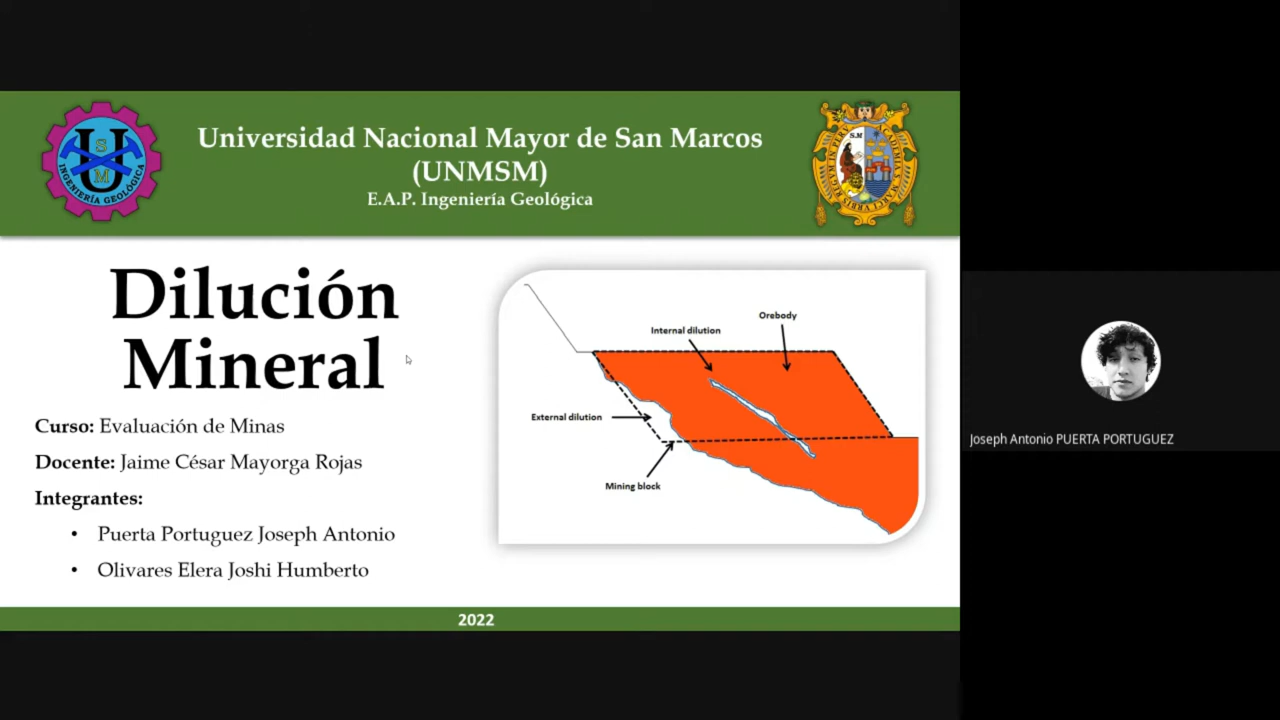 Universidad Nacional Mayor de San Marcos
(UNMSM)
E.A.P. Ingeniería Geológica
U
S
M
INGENIERÍA GEOLÓGICA
S.M
Dilución
Mineral
Curso: Evaluación de Minas
Docente: Jaime César Mayorga Rojas
Integrantes:
• Puerta Portuguez Joseph Antonio
• Olivares Elera Joshi Humberto
Orebody
Internal dilution
External dilution
Mining block
2022
Joseph Antonio PUERTA PORTUGUEZ